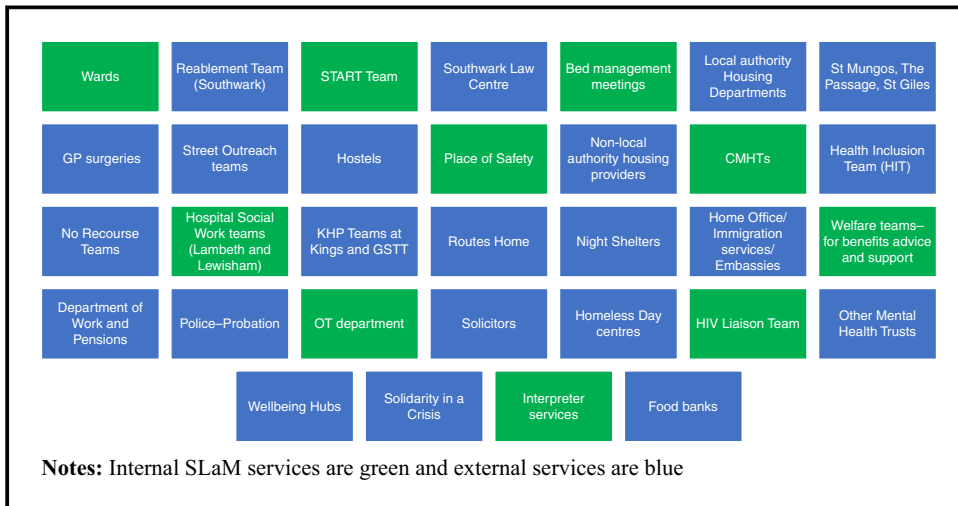 Wards
Reablement Team
(Southwark)
START Team
Southwark Law
Centre
Bed management
meetings
Local authority
Housing
Departments
St Mungos, The
Passage, St Giles
GP surgeries
Street Outreach
teams
Hostels
Place of Safety
Non-local
authority housing
providers
CMHTs
Health Inclusion
Team (HIT)
No Recourse
Teams
Hospital Social
Work teams
(Lambeth and
Lewisham)
KHP Teams at
Kings and GSTT
Routes Home
Night Shelters
Home Office/
Immigration
services/
Embassies
Welfare teams–
for benefits advice
and support
Department of
Work and
Pensions
Police–Probation
OT department
Solicitors
Homeless Day
centres
HIV Liaison Team
Other Mental
Health Trusts
Wellbeing Hubs
Solidarity in a
Crisis
Interpreter
services
Food banks
Notes: Internal SLaM services are green and external services are blue